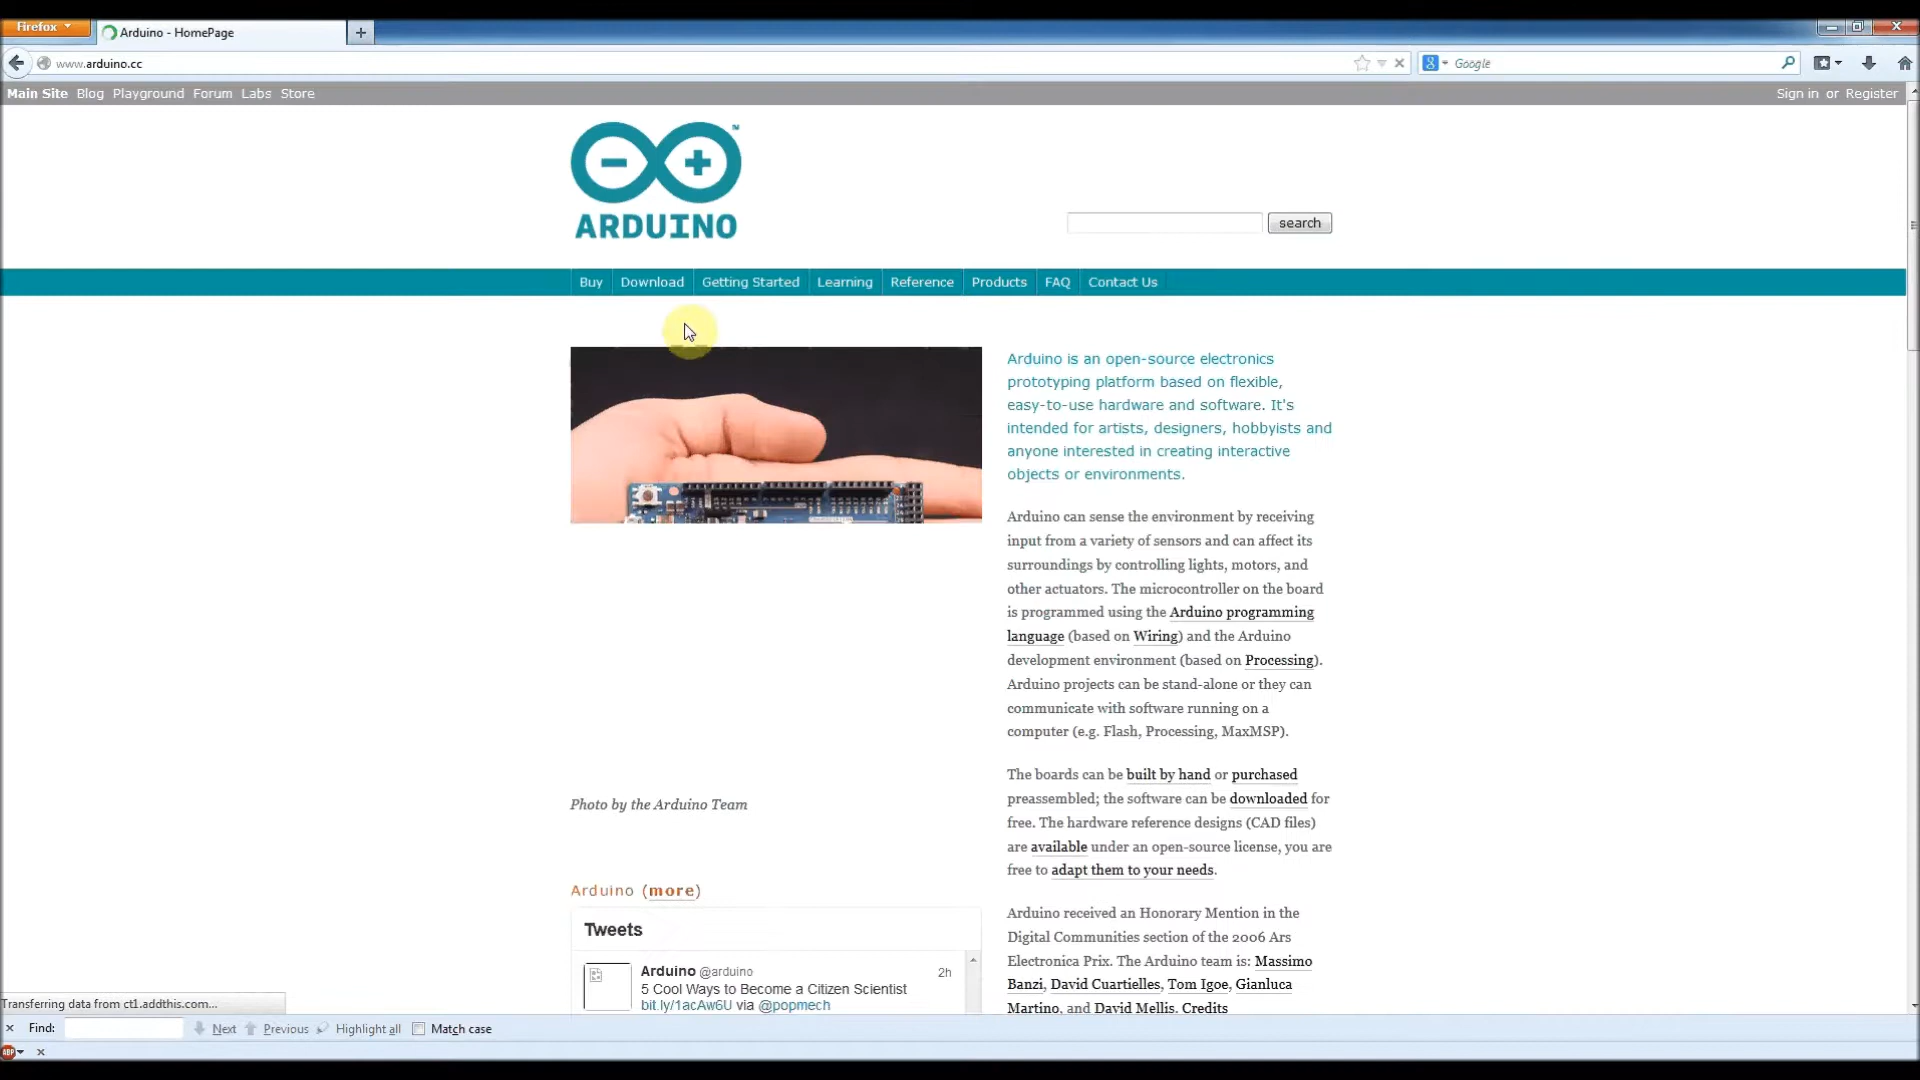 Firefox
Arduino - HomePage
www.arduino.cc
Google
Main Site Blog Playground Forum Labs Store
Sign in or Register
ARDUINO
TM
search
Buy Download Getting Started Learning Reference Products FAQ Contact Us
Arduino is an open-source electronics
prototyping platform based on flexible,
easy-to-use hardware and software. It's
intended for artists, designers, hobbyists and
anyone interested in creating interactive
objects or environments.
Arduino can sense the environment by receiving
input from a variety of sensors and can affect its
surroundings by controlling lights, motors, and
other actuators. The microcontroller on the board
is programmed using the Arduino programming
language (based on Wiring) and the Arduino
development environment (based on Processing).
Arduino projects can be stand-alone or they can
communicate with software running on a
computer (e.g. Flash, Processing, MaxMSP).
The boards can be built by hand or purchased
preassembled; the software can be downloaded for
free. The hardware reference designs (CAD files)
are available under an open-source license, you are
free to adapt them to your needs.
Arduino received an Honorary Mention in the
Digital Communities section of the 2006 Ars
Electronica Prix. The Arduino team is: Massimo
Banzi, David Cuartielles, Tom Igoe, Gianluca
Martino, and David Mellis. Credits
Photo by the Arduino Team
Arduino (more)
Tweets
Arduino @arduino 2h
5 Cool Ways to Become a Citizen Scientist
bit.ly/1acAw6U via @popmech
Transferring data from ct1.addthis.com...
Find: Next Previous Highlight all Match case
ABP